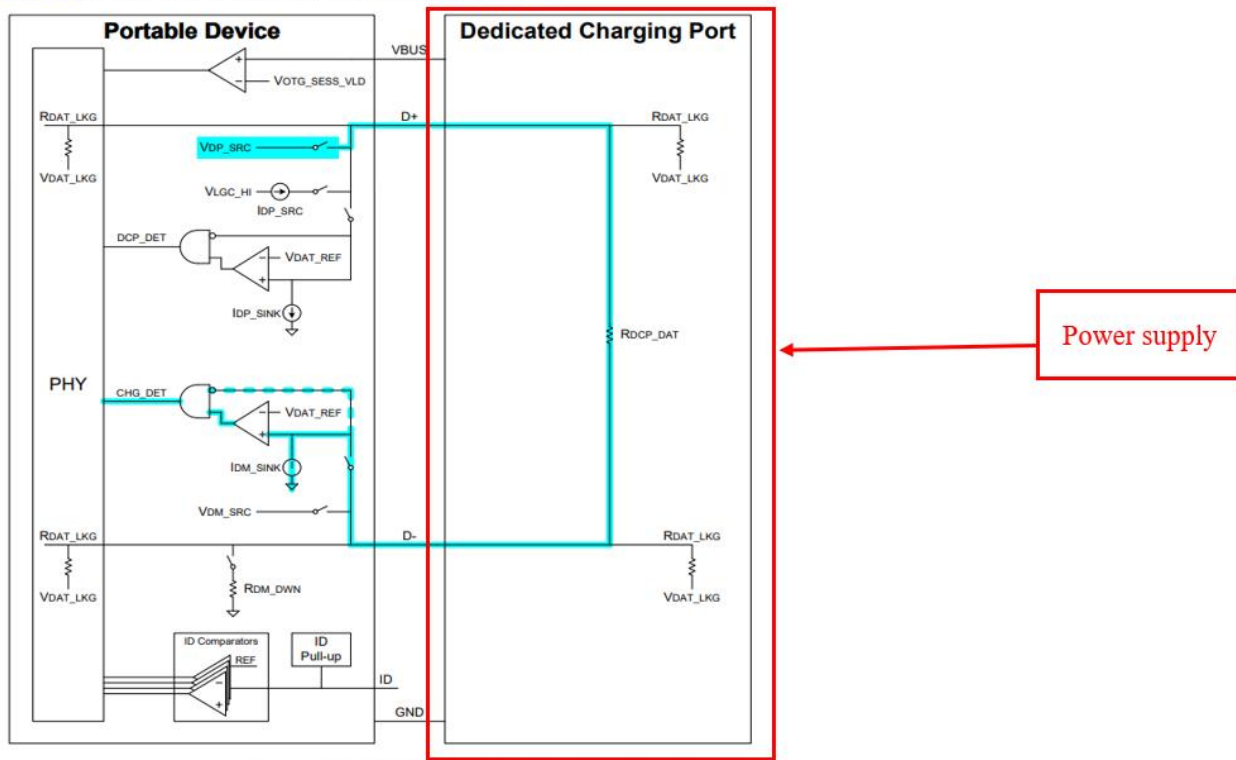 Portable Device
Dedicated Charging Port
VBUS
VOTG_SESS_VLD
RDAT_LKG
D+
RDAT_LKG
VDP_SRC
VDAT_LKG
VDAT_LKG
VLGC_HI
IDP_SRC
DCP_DET
VDAT_REF
IDP_SINK
RDCP_DAT
Power supply
PHY
CHG_DET
VDAT_REF
IDM_SINK
VDM_SRC
RDAT_LKG
D-
RDAT_LKG
RDM_DWN
VDAT_LKG
VDAT_LKG
ID Comparators
REF
ID
Pull-up
ID
GND